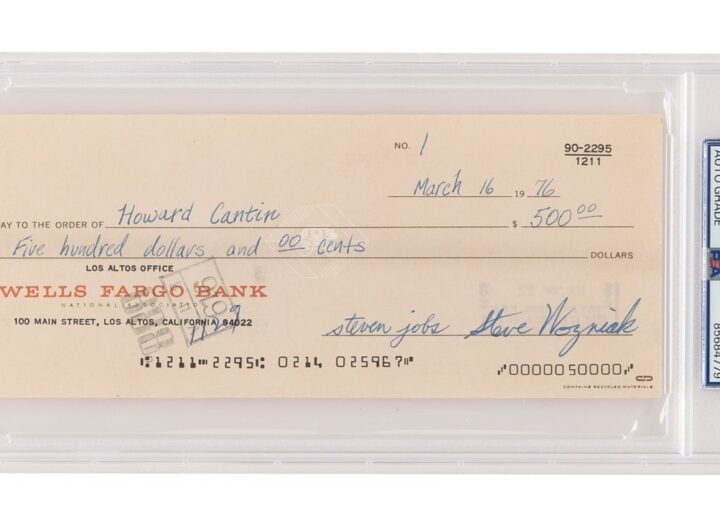 NO. 1
90-2295
1211
March 16 1976
PAY TO THE ORDER OF Howard Cantin $ 500 00
Five hundred dollars and 00 cents DOLLARS
LOS ALTOS OFFICE
WELLS FARGO BANK
NATIONAL ASSOCIATION
100 MAIN STREET, LOS ALTOS, CALIFORNIA 94022
steven jobs Steve Wozniak
1211 2295 0214 025967
0000050000
CONTAINS RECYCLED MATERIALS
AUTOGRAPH
85684779